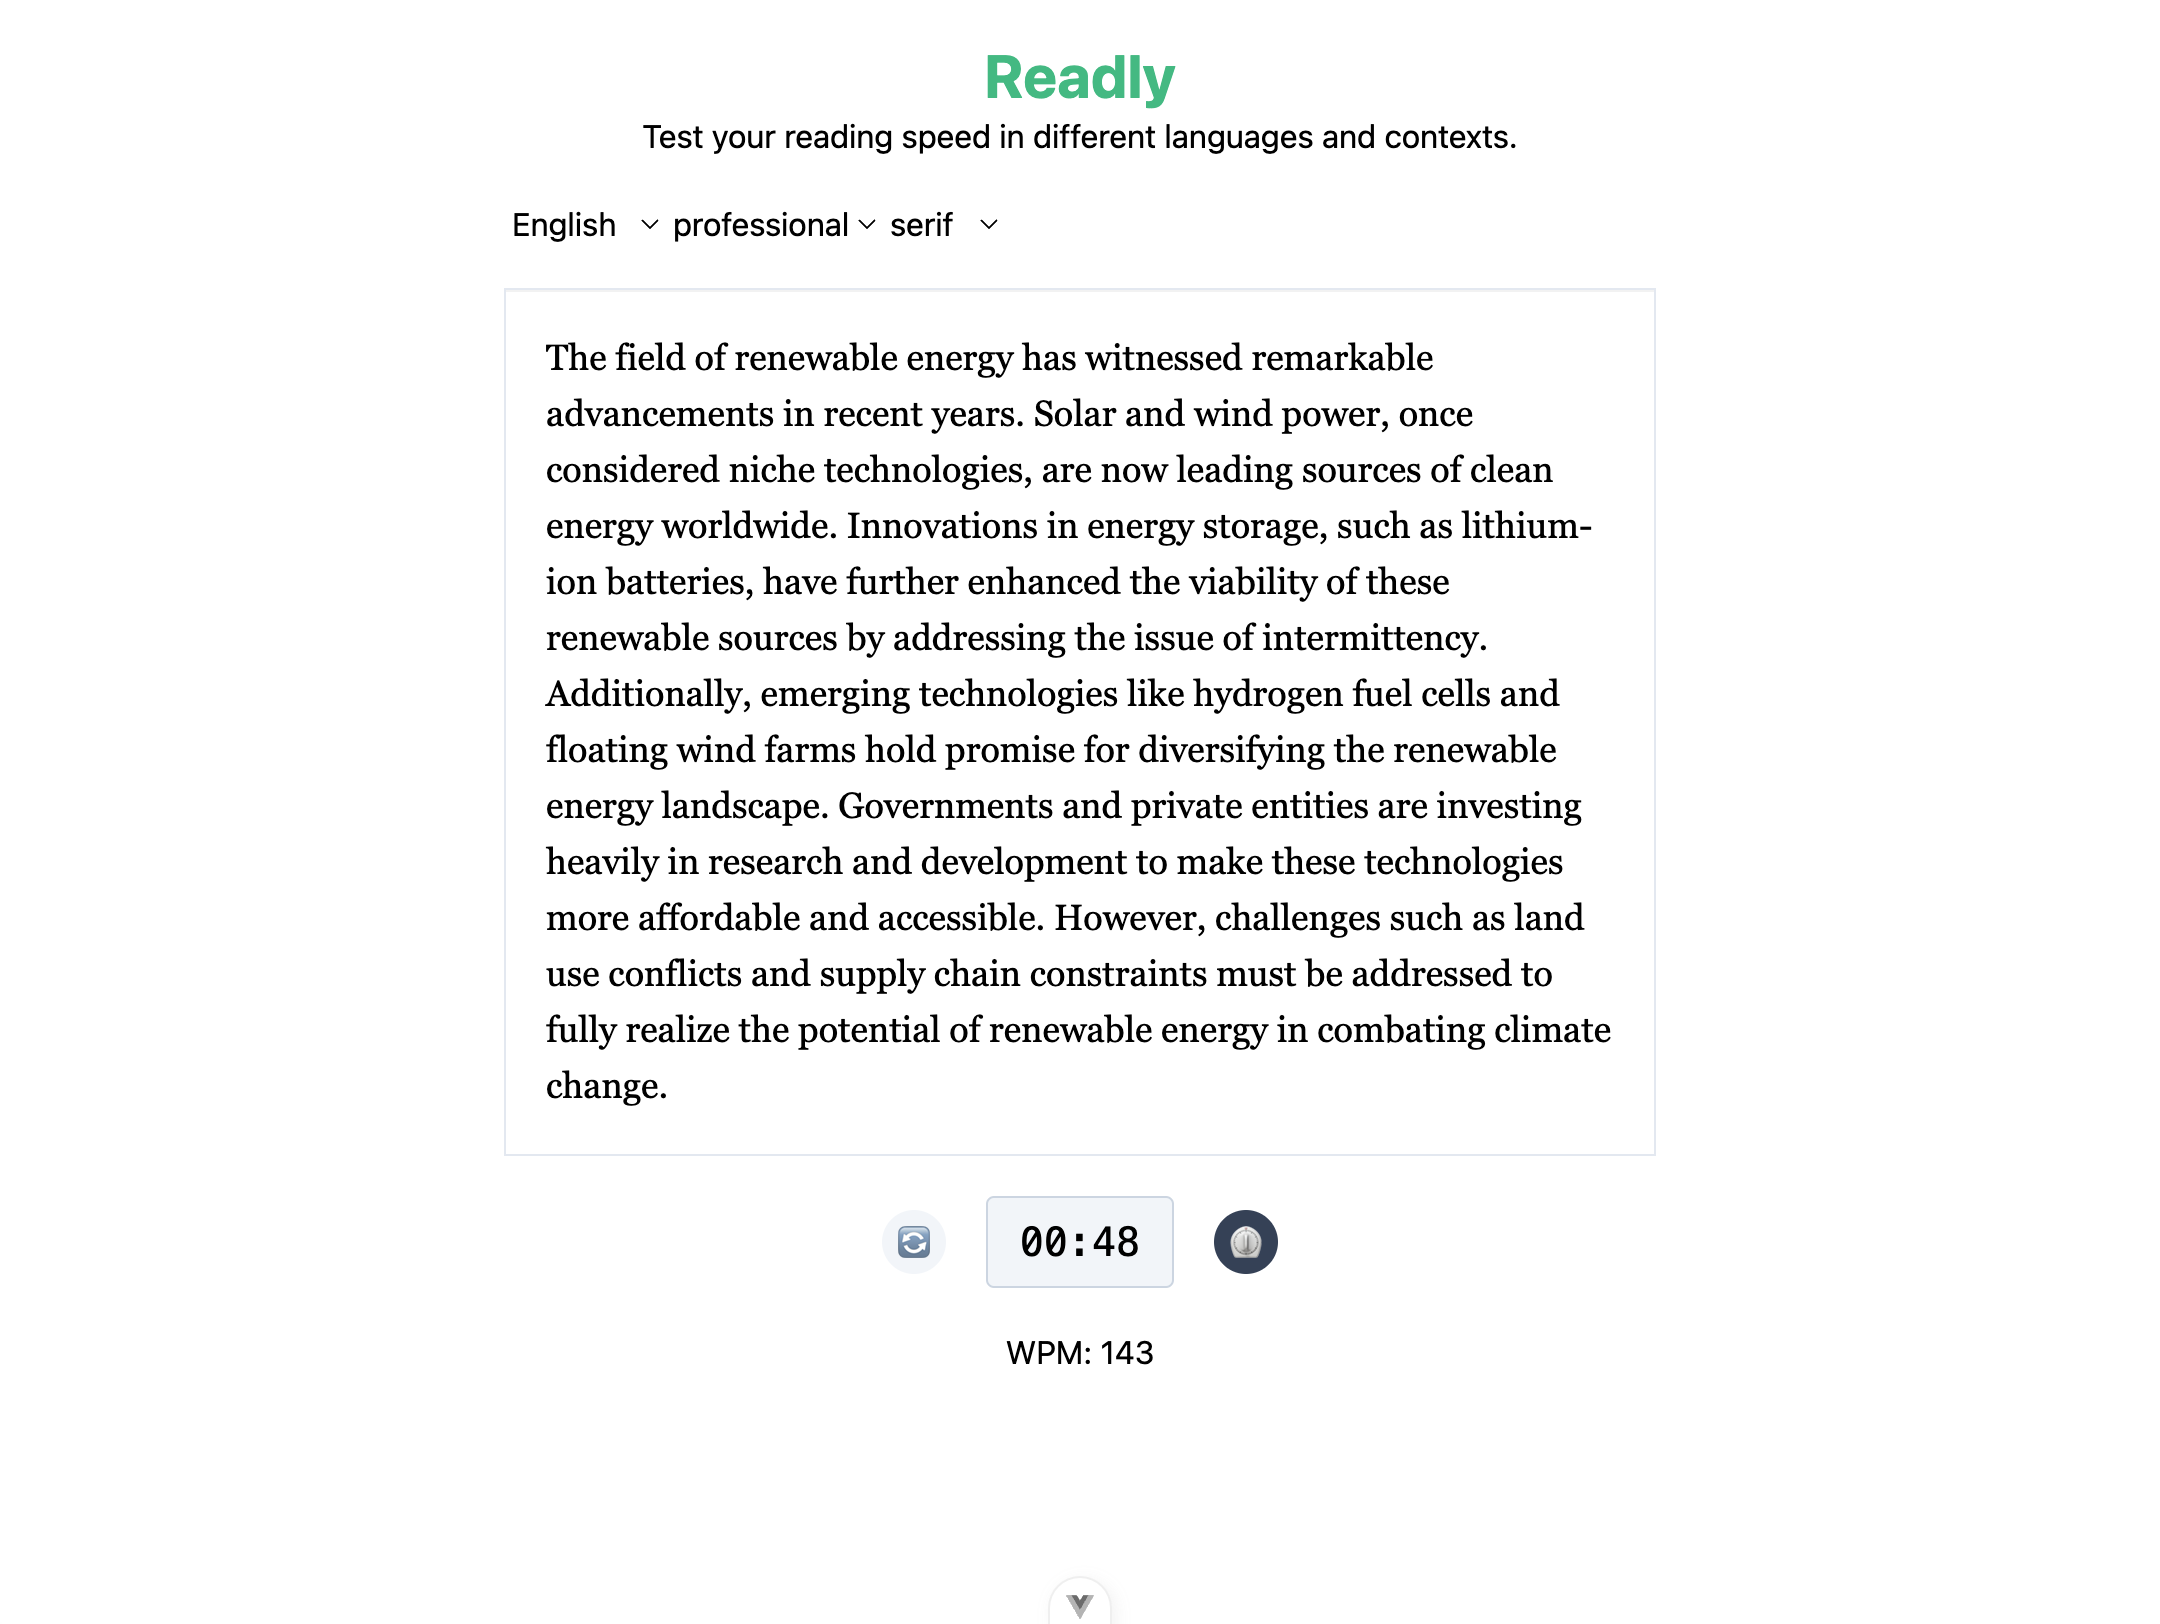 Readly
Test your reading speed in different languages and contexts.
English professional serif
The field of renewable energy has witnessed remarkable
advancements in recent years. Solar and wind power, once
considered niche technologies, are now leading sources of clean
energy worldwide. Innovations in energy storage, such as lithium-
ion batteries, have further enhanced the viability of these
renewable sources by addressing the issue of intermittency.
Additionally, emerging technologies like hydrogen fuel cells and
floating wind farms hold promise for diversifying the renewable
energy landscape. Governments and private entities are investing
heavily in research and development to make these technologies
more affordable and accessible. However, challenges such as land
use conflicts and supply chain constraints must be addressed to
fully realize the potential of renewable energy in combating climate
change.
00:48
WPM: 143